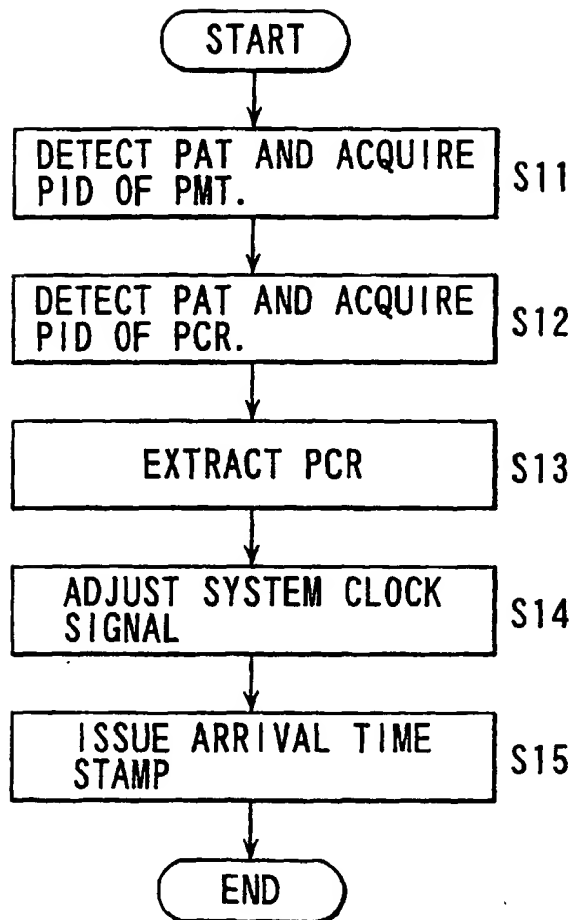 START
DETECT PAT AND ACQUIRE
PID OF PMT.
S11
DETECT PAT AND ACQUIRE
PID OF PCR.
S12
EXTRACT PCR
S13
ADJUST SYSTEM CLOCK
SIGNAL
S14
ISSUE ARRIVAL TIME
STAMP
S15
END